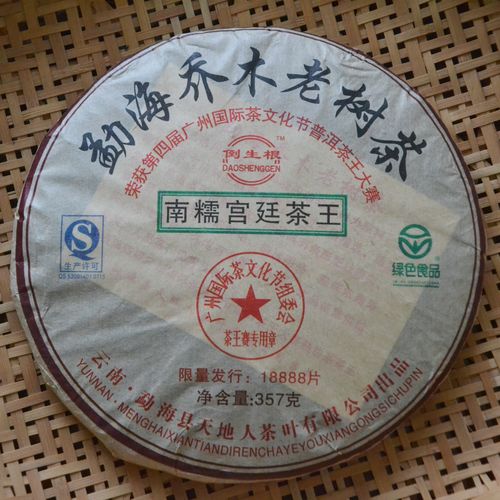 勐海乔木老树茶
荣获第四届广州国际茶文化节普洱茶王大赛
倒生根
DAOSHENGGEN
南糯宫廷茶王
生产许可
绿色食品
广州国际茶文化节组委会
茶王赛专用章
限量发行：18888片
净含量：357克
云南·勐海县天地人茶叶有限公司出品
YUNNAN·MENGHAIXIANTIANDIRENCHAYEYOUXIANGONGSICHUPIN